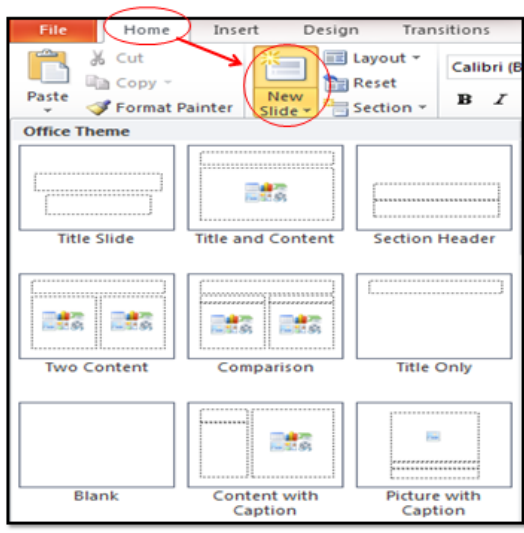 File Home Insert Design Transitions
Cut
Copy
Format Painter
Paste
New
Slide
Layout
Reset
Section
Calibri (B
B I
Office Theme
Title Slide Title and Content Section Header
Two Content Comparison Title Only
Blank Content with Caption Picture with Caption